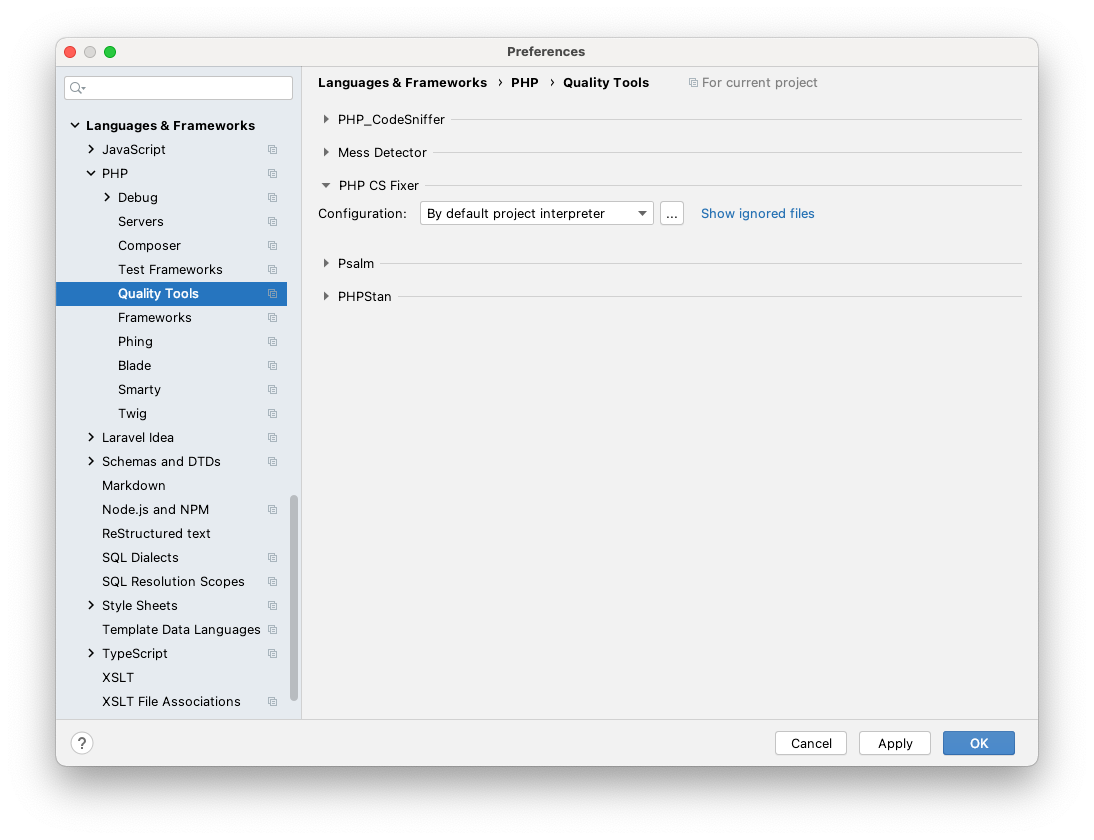 Preferences
Languages & Frameworks
JavaScript
PHP
Debug
Servers
Composer
Test Frameworks
Quality Tools
Frameworks
Phing
Blade
Smarty
Twig
Laravel Idea
Schemas and DTDs
Markdown
Node.js and NPM
ReStructured text
SQL Dialects
SQL Resolution Scopes
Style Sheets
Template Data Languages
TypeScript
XSLT
XSLT File Associations
Languages & Frameworks › PHP › Quality Tools For current project
PHP_CodeSniffer
Mess Detector
PHP CS Fixer
Configuration: By default project interpreter ... Show ignored files
Psalm
PHPStan
? Cancel Apply OK